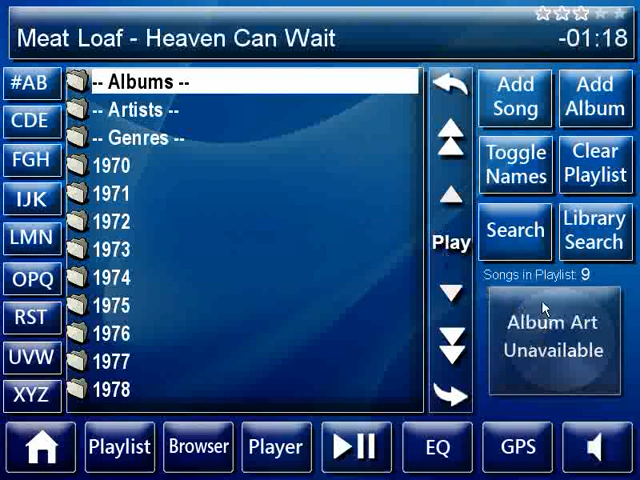 Meat Loaf - Heaven Can Wait
-01:18
#AB
CDE
FGH
IJK
LMN
OPQ
RST
UVW
XYZ
-- Albums --
-- Artists --
-- Genres --
1970
1971
1972
1973
1974
1975
1976
1977
1978
Play
Add Song
Add Album
Toggle Names
Clear Playlist
Search
Library Search
Songs in Playlist: 9
Album Art
Unavailable
Playlist
Browser
Player
EQ
GPS